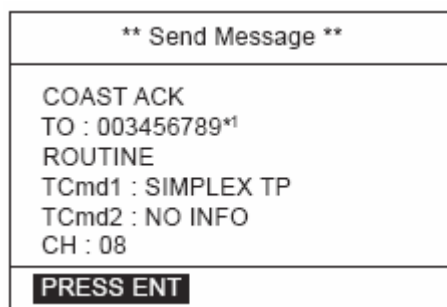 ** Send Message **
COAST ACK
TO : 003456789*1
ROUTINE
TCmd1 : SIMPLEX TP
TCmd2 : NO INFO
CH : 08
PRESS ENT